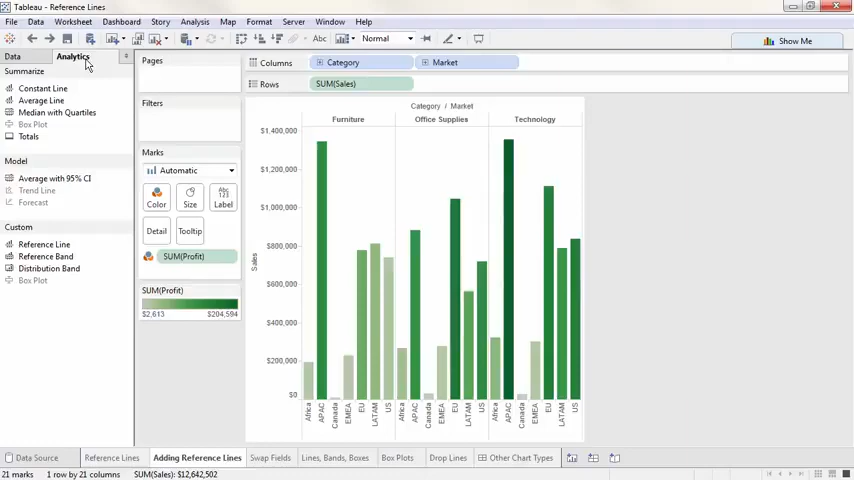 Tableau - Reference Lines
File Data Worksheet Dashboard Story Analysis Map Format Server Window Help
Abc Normal Show Me
Data Analytics
Summarize
Constant Line
Average Line
Median with Quartiles
Box Plot
Totals
Model
Average with 95% CI
Trend Line
Forecast
Custom
Reference Line
Reference Band
Distribution Band
Box Plot
Pages
Filters
Marks
Automatic
Color Size Abc 123 Label
Detail Tooltip
SUM(Profit)
SUM(Profit)
$2,613 $204,594
Columns Category Market
Rows SUM(Sales)
Category / Market
Furniture Office Supplies Technology
Sales
$1,400,000
$1,200,000
$1,000,000
$800,000
$600,000
$400,000
$200,000
$0
Africa APAC Canada EMEA EU LATAM US Africa APAC Canada EMEA EU LATAM US Africa APAC Canada EMEA EU LATAM US
Data Source Reference Lines Adding Reference Lines Swap Fields Lines, Bands, Boxes Box Plots Drop Lines Other Chart Types
21 marks 1 row by 21 columns SUM(Sales): $12,642,502